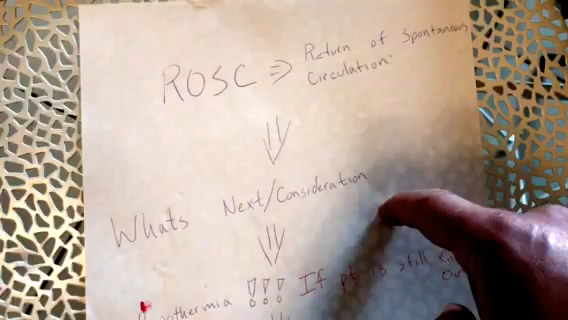 ROSC => Return of Spontaneous
Circulation.
Whats Next/Consideration
!!! If pt is still